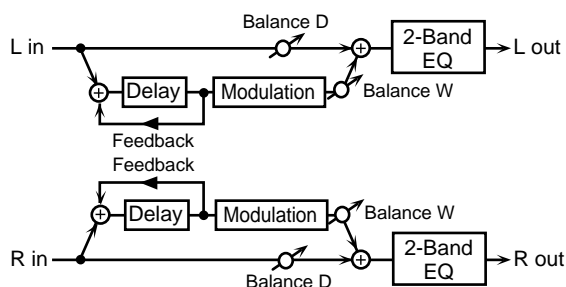 Balance D
L in
2-Band
EQ
L out
Delay
Modulation
Balance W
Feedback
Feedback
Delay
Modulation
Balance W
R in
2-Band
EQ
R out
Balance D